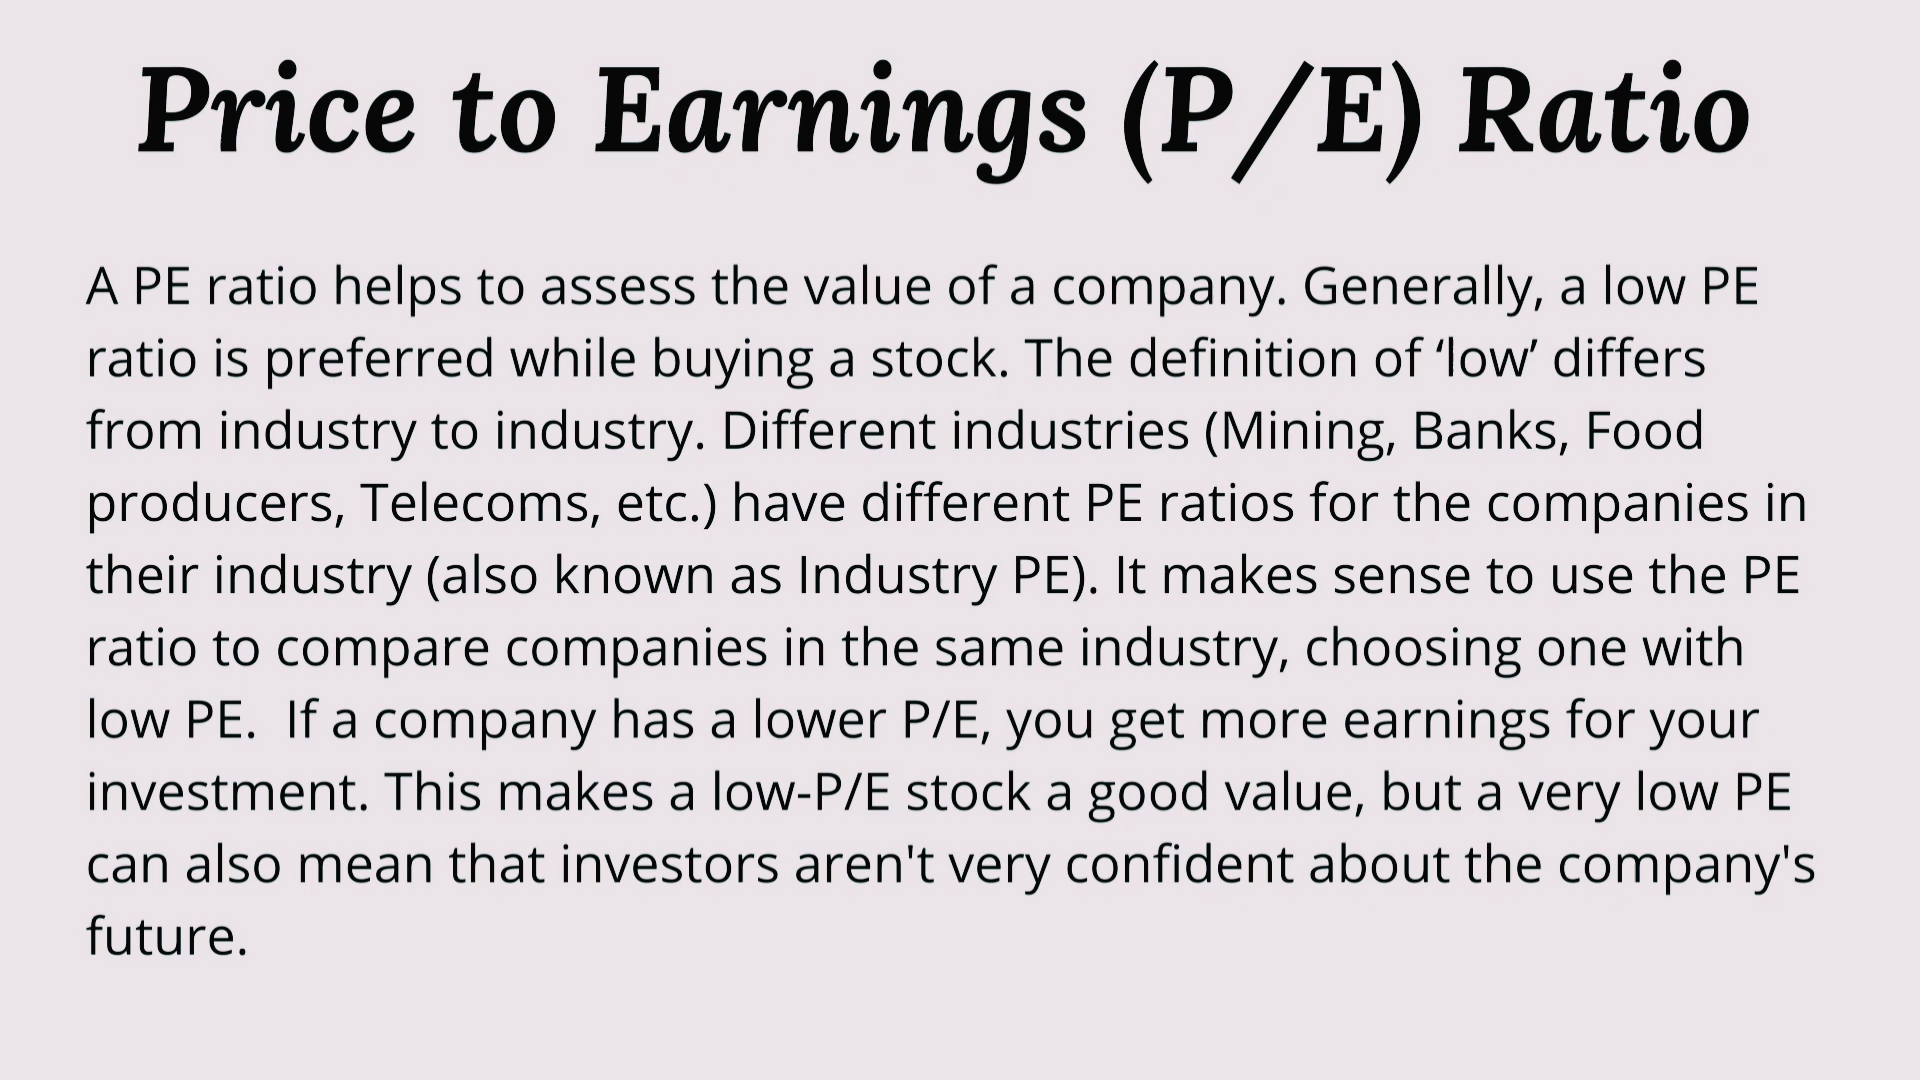 Price to Earnings (P/E) Ratio
A PE ratio helps to assess the value of a company. Generally, a low PE
ratio is preferred while buying a stock. The definition of ‘low’ differs
from industry to industry. Different industries (Mining, Banks, Food
producers, Telecoms, etc.) have different PE ratios for the companies in
their industry (also known as Industry PE). It makes sense to use the PE
ratio to compare companies in the same industry, choosing one with
low PE.  If a company has a lower P/E, you get more earnings for your
investment. This makes a low-P/E stock a good value, but a very low PE
can also mean that investors aren't very confident about the company's
future.